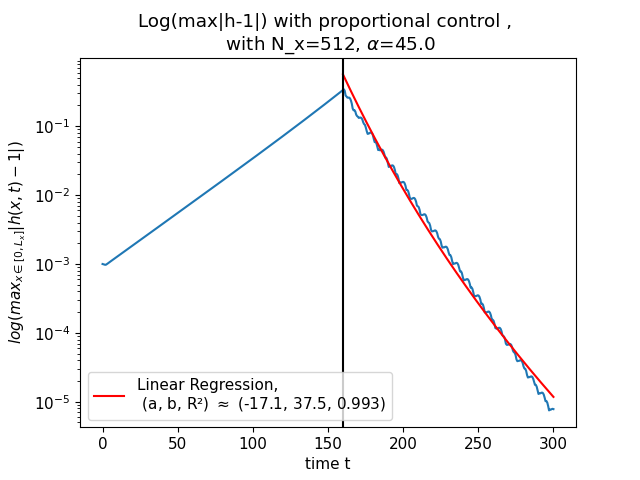 Log(max|h-1|) with proportional control ,
with N_x=512, α=45.0
log(max_{x∈[0,L_x]}|h(x,t)−1|)
10⁻¹
10⁻²
10⁻³
10⁻⁴
10⁻⁵
Linear Regression,
(a, b, R²) ≈ (-17.1, 37.5, 0.993)
0 50 100 150 200 250 300
time t